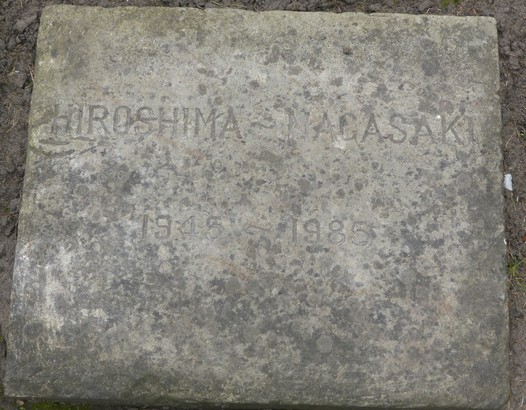 HIROSHIMA ~ NAGASAKI
1945 ~ 1985